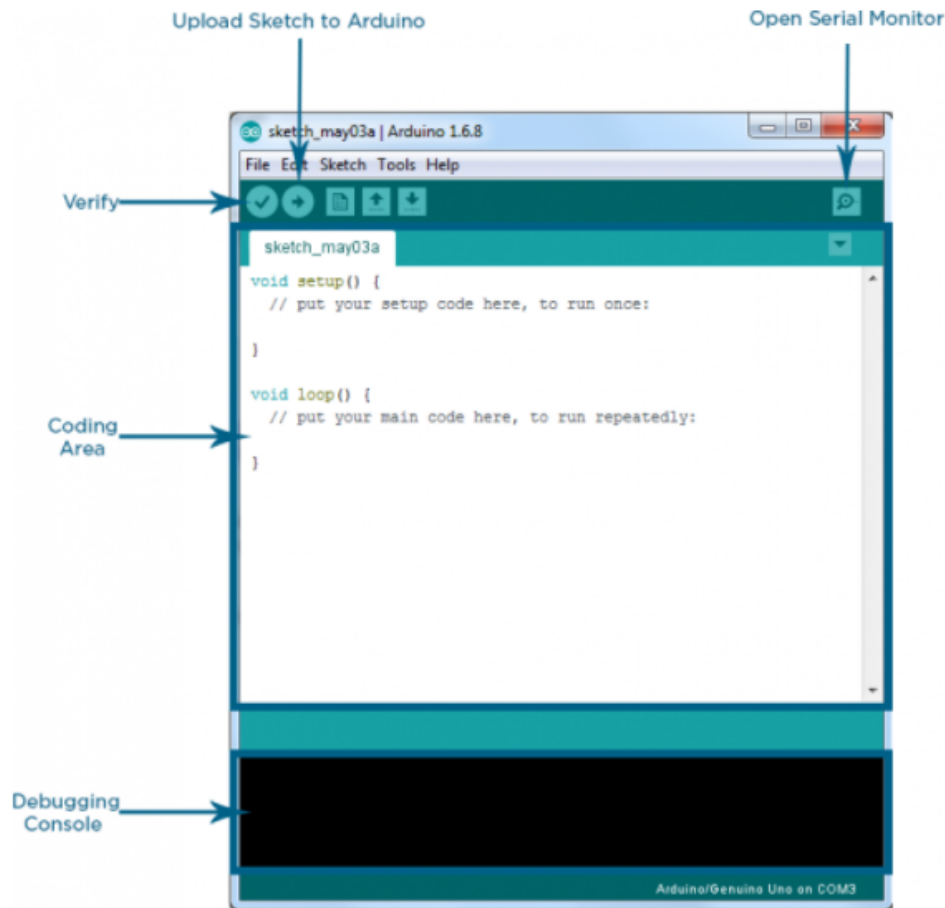 Upload Sketch to Arduino
Open Serial Monitor
sketch_may03a | Arduino 1.6.8
File Edit Sketch Tools Help
Verify
sketch_may03a
void setup() {
// put your setup code here, to run once:
}
void loop() {
// put your main code here, to run repeatedly:
}
Coding
Area
Debugging
Console
Arduino/Genuino Uno on COM3